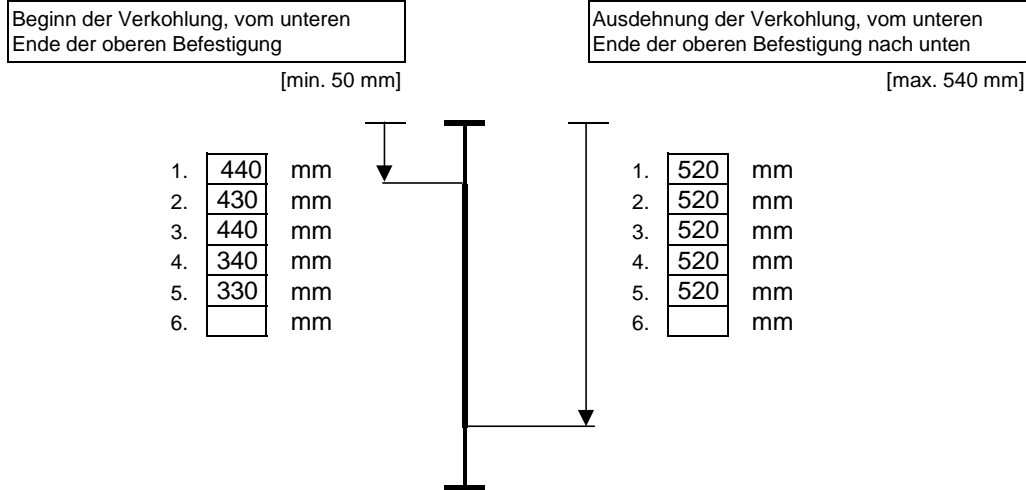 Beginn der Verkohlung, vom unteren
Ende der oberen Befestigung
[min. 50 mm]
1. 440 mm
2. 430 mm
3. 440 mm
4. 340 mm
5. 330 mm
6. mm
Ausdehnung der Verkohlung, vom unteren
Ende der oberen Befestigung nach unten
[max. 540 mm]
1. 520 mm
2. 520 mm
3. 520 mm
4. 520 mm
5. 520 mm
6. mm